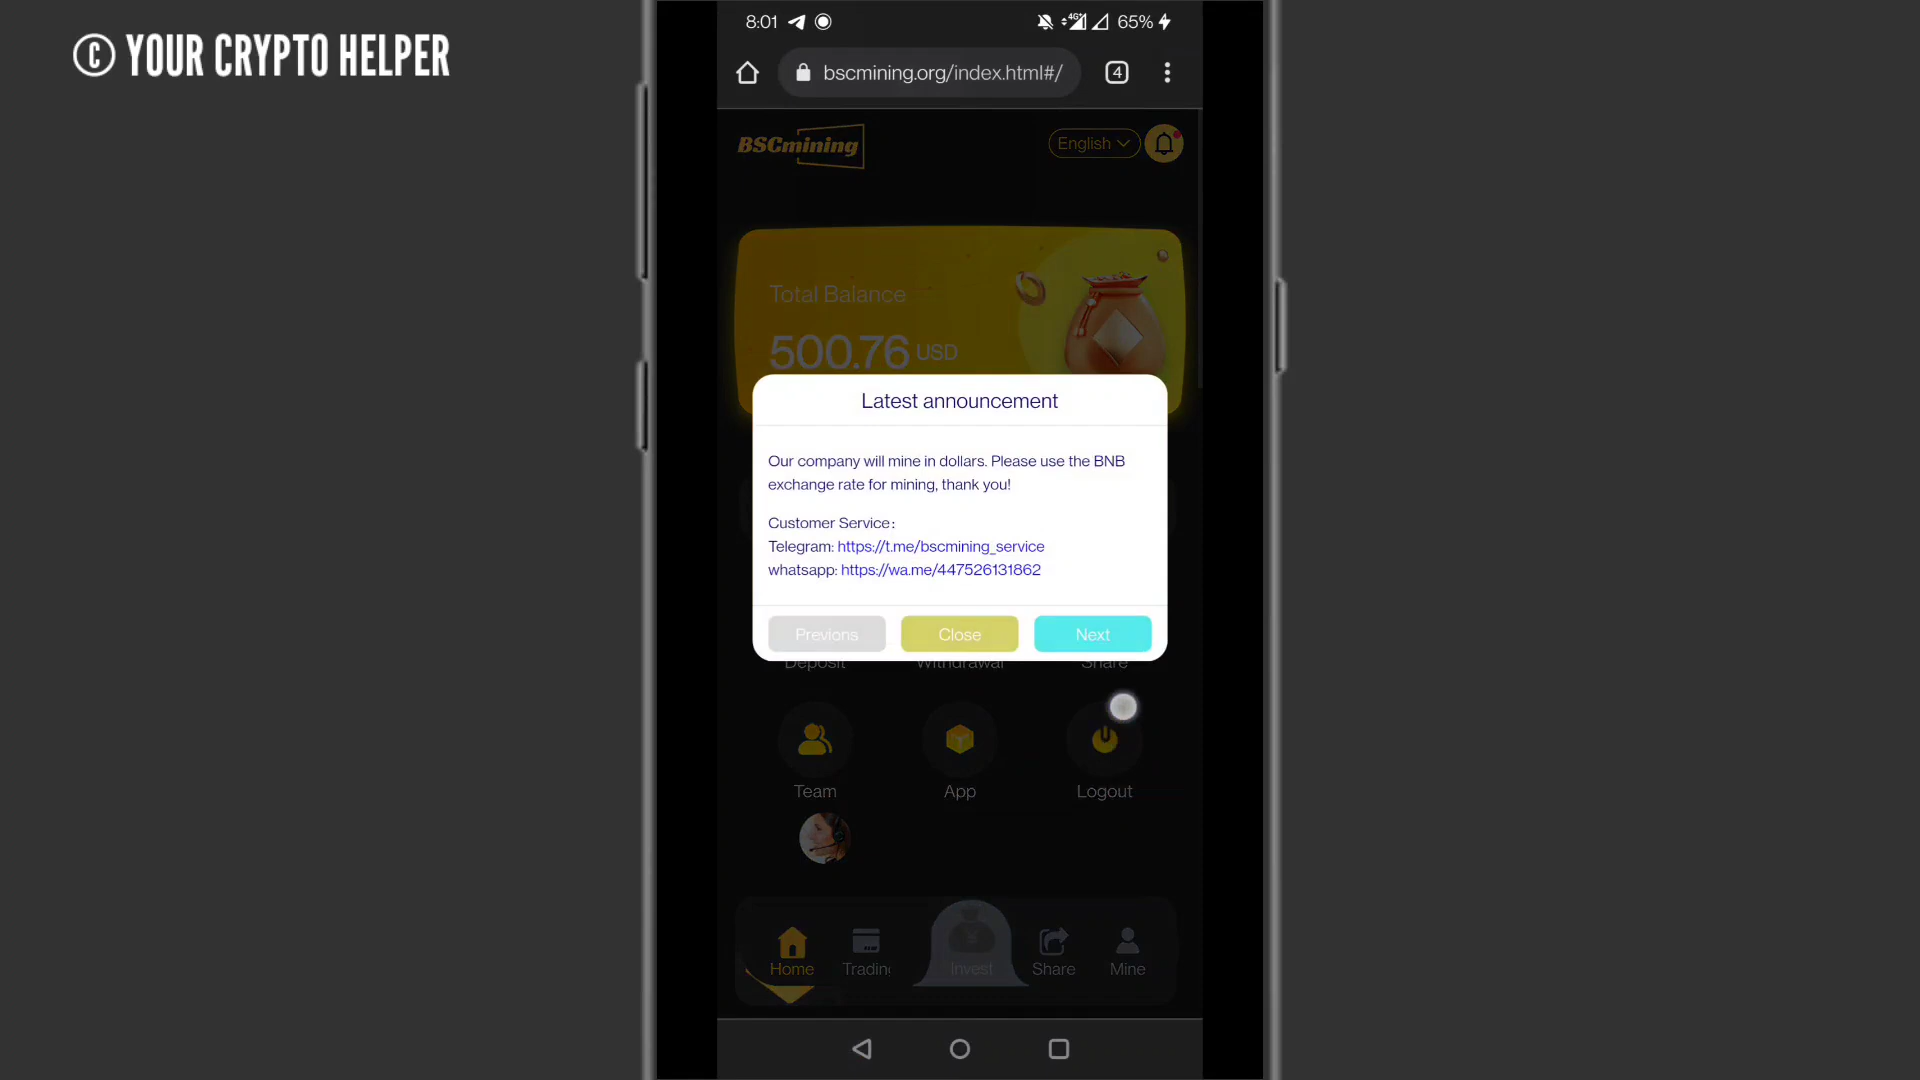 © YOUR CRYPTO HELPER
8:01
4G+
65%
bscmining.org/index.html#/
4
BSCmining
English
Total Balance
500.76 USD
Latest announcement
Our company will mine in dollars. Please use the BNB
exchange rate for mining, thank you!
Customer Service:
Telegram: https://t.me/bscmining_service
whatsapp: https://wa.me/447526131862
Previons Close Next
Deposit Withdrawal Share
Team App Logout
Home Trading Invest Share Mine